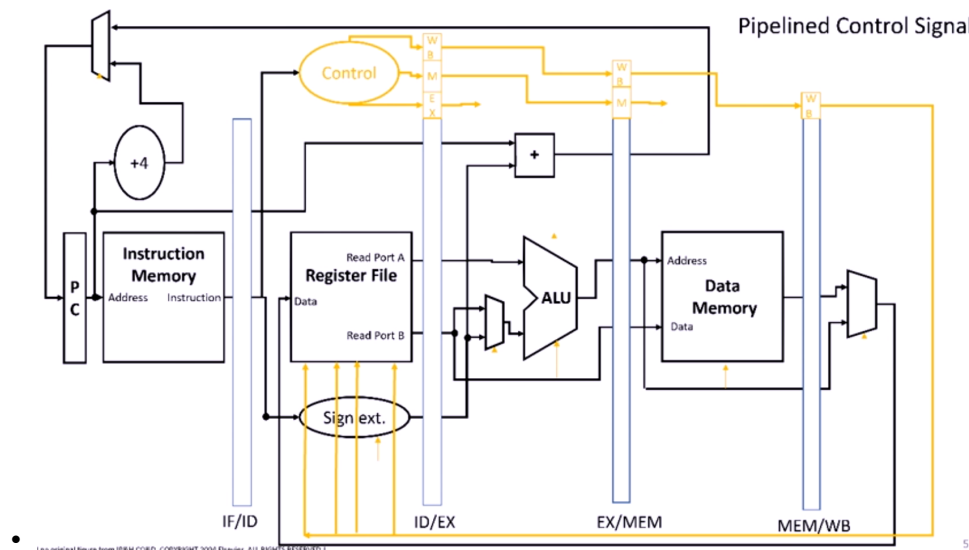 Pipelined Control Signal
W
B
M
E
X
Control
W
B
M
W
B
+4
+
P
C
Instruction
Memory
Address
Instruction
Read Port A
Register File
Data
Read Port B
ALU
Address
Data
Memory
Data
Sign ext.
IF/ID
ID/EX
EX/MEM
MEM/WB
5